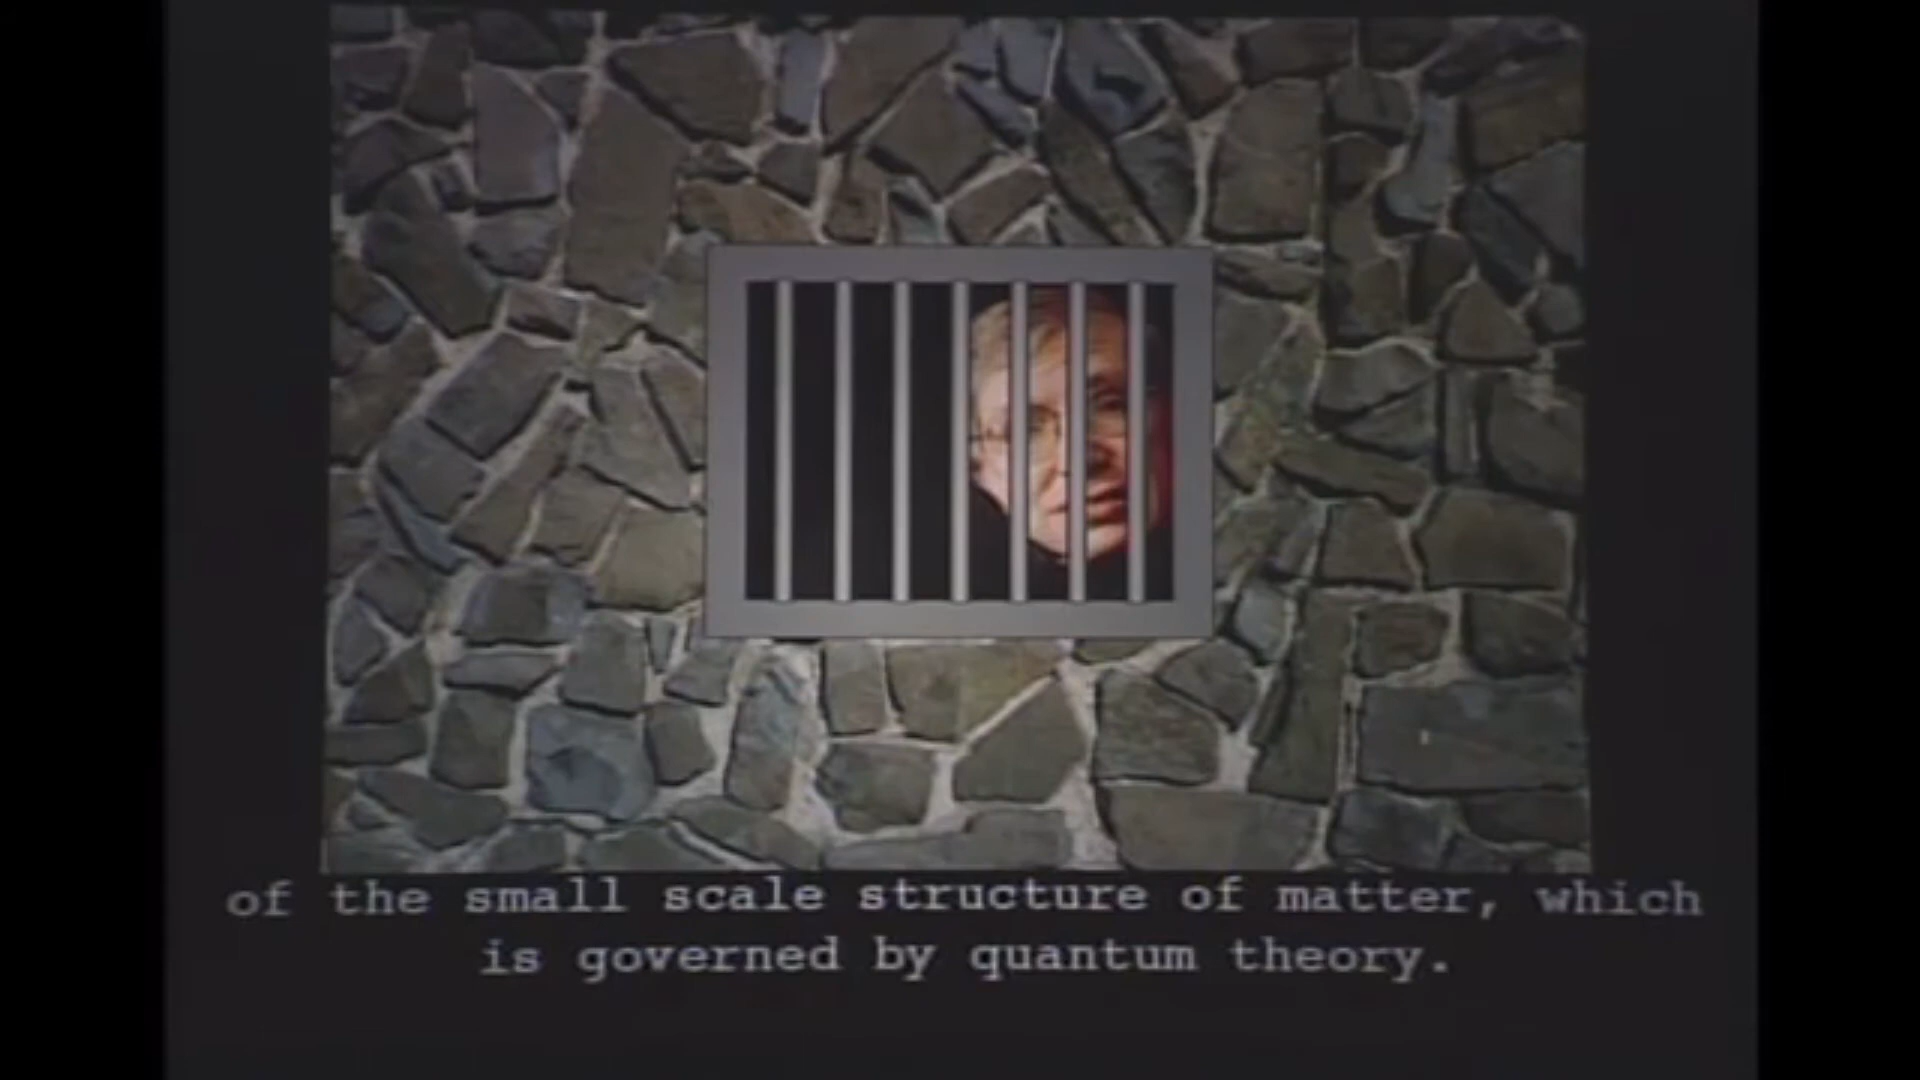 of the small scale structure of matter, which
is governed by quantum theory.